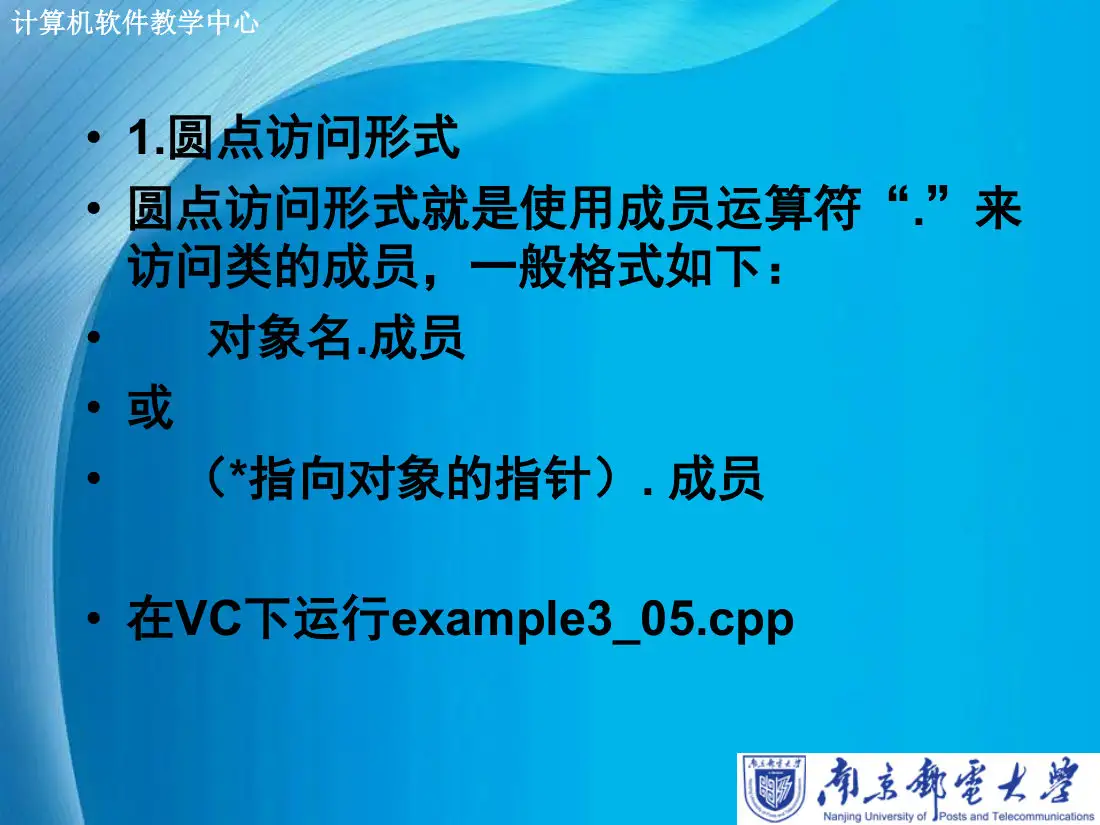 计算机软件教学中心
• 1.圆点访问形式
• 圆点访问形式就是使用成员运算符“.”来
访问类的成员，一般格式如下：
• 对象名.成员
• 或
• （*指向对象的指针）. 成员
• 在VC下运行example3_05.cpp
南京邮电大学
Nanjing University of Posts and Telecommunications